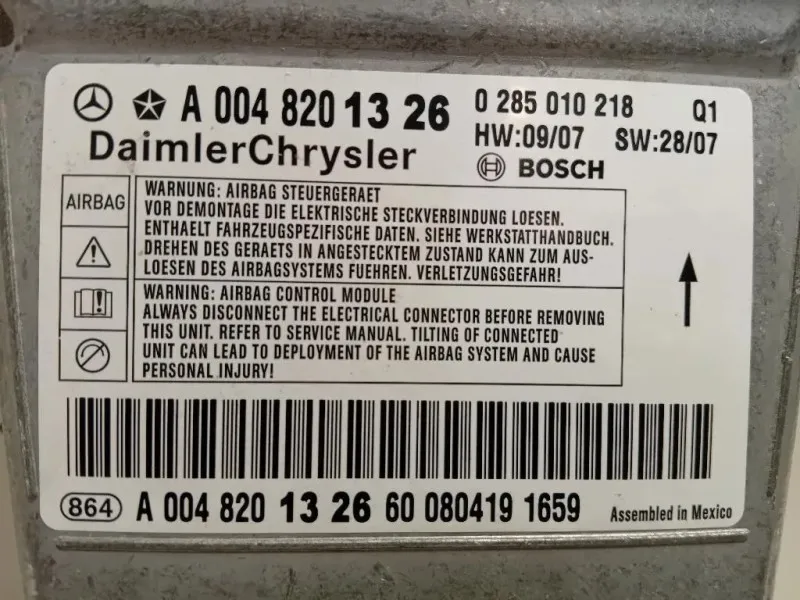 A 004 820 13 26 0 285 010 218 Q1
DaimlerChrysler HW:09/07 SW:28/07
BOSCH
AIRBAG
WARNUNG: AIRBAG STEUERGERAET
VOR DEMONTAGE DIE ELEKTRISCHE STECKVERBINDUNG LOESEN.
ENTHAELT FAHRZEUGSPEZIFISCHE DATEN. SIEHE WERKSTATTHANDBUCH.
DREHEN DES GERAETS IN ANGESTECKTEM ZUSTAND KANN ZUM AUS-
LOESEN DES AIRBAGSYSTEMS FUEHREN. VERLETZUNGSGEFAHR!
WARNING: AIRBAG CONTROL MODULE
ALWAYS DISCONNECT THE ELECTRICAL CONNECTOR BEFORE REMOVING
THIS UNIT. REFER TO SERVICE MANUAL. TILTING OF CONNECTED
UNIT CAN LEAD TO DEPLOYMENT OF THE AIRBAG SYSTEM AND CAUSE
PERSONAL INJURY!
864 A 004 820 13 26 60 080419 1659 Assembled in Mexico